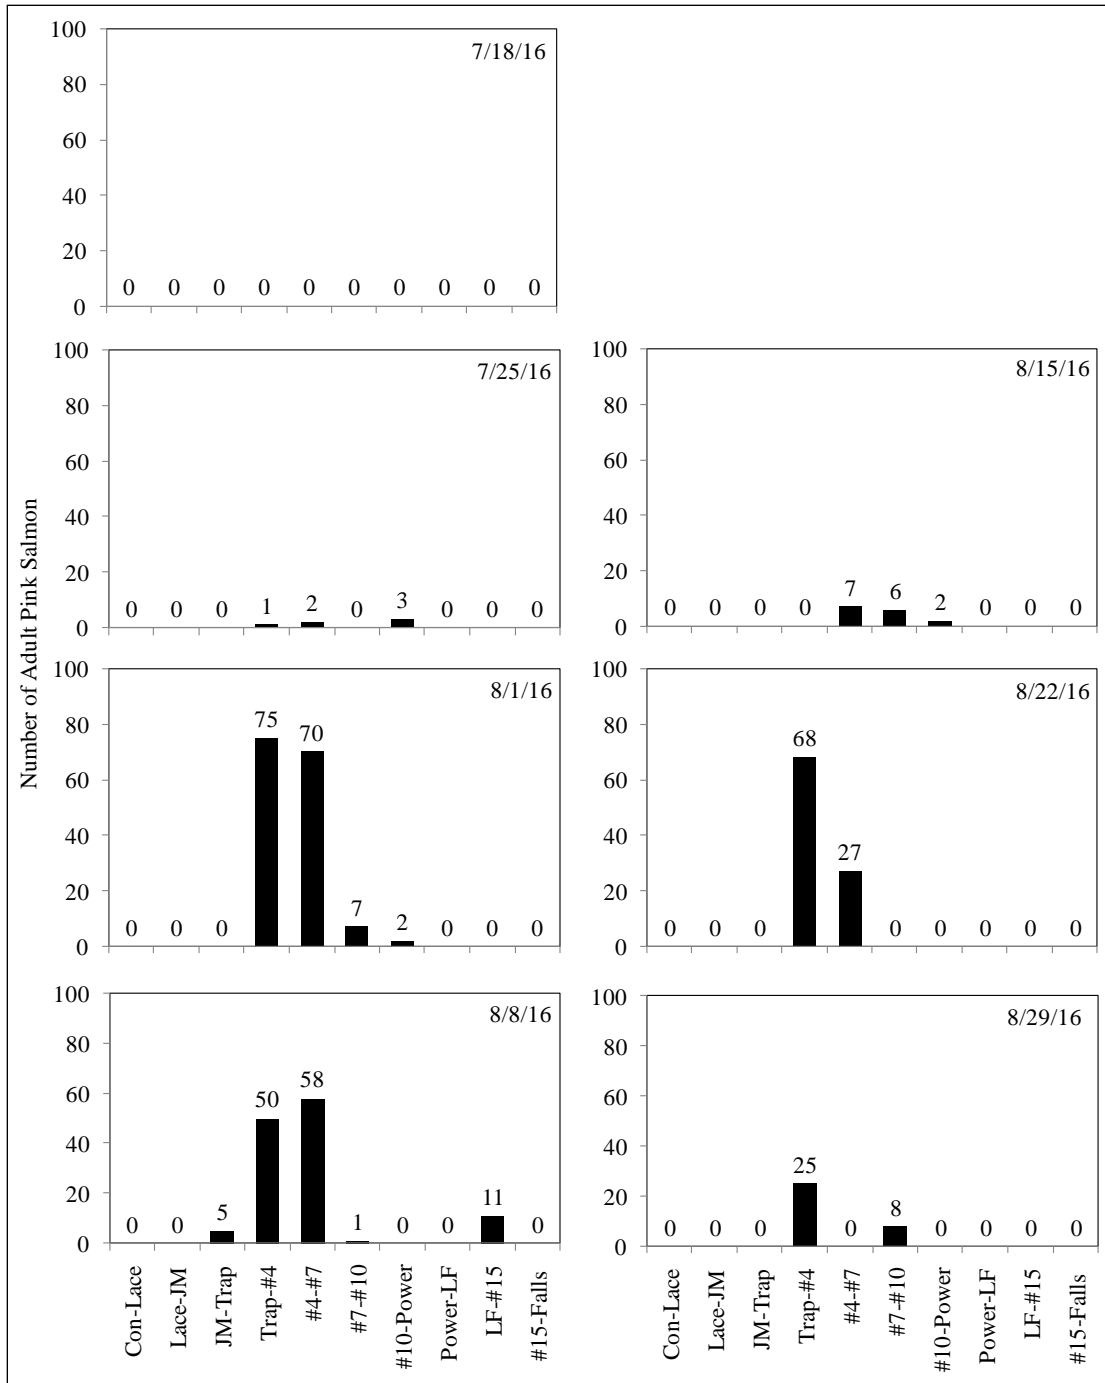 Number of Adult Pink Salmon
7/18/16
100
80
60
40
20
0
0 0 0 0 0 0 0 0 0 0
7/25/16
100
80
60
40
20
0
0 0 0 1 2 0 3 0 0 0
8/1/16
100
80
60
40
20
0
0 0 0 75 70 7 2 0 0 0
8/8/16
100
80
60
40
20
0
0 0 5 50 58 1 0 0 11 0
Con-Lace
Lace-JM
JM-Trap
Trap-#4
#4-#7
#7-#10
#10-Power
Power-LF
LF-#15
#15-Falls
8/15/16
100
80
60
40
20
0
0 0 0 0 7 6 2 0 0 0
8/22/16
100
80
60
40
20
0
0 0 0 68 27 0 0 0 0 0
8/29/16
100
80
60
40
20
0
0 0 0 25 0 8 0 0 0 0
Con-Lace
Lace-JM
JM-Trap
Trap-#4
#4-#7
#7-#10
#10-Power
Power-LF
LF-#15
#15-Falls